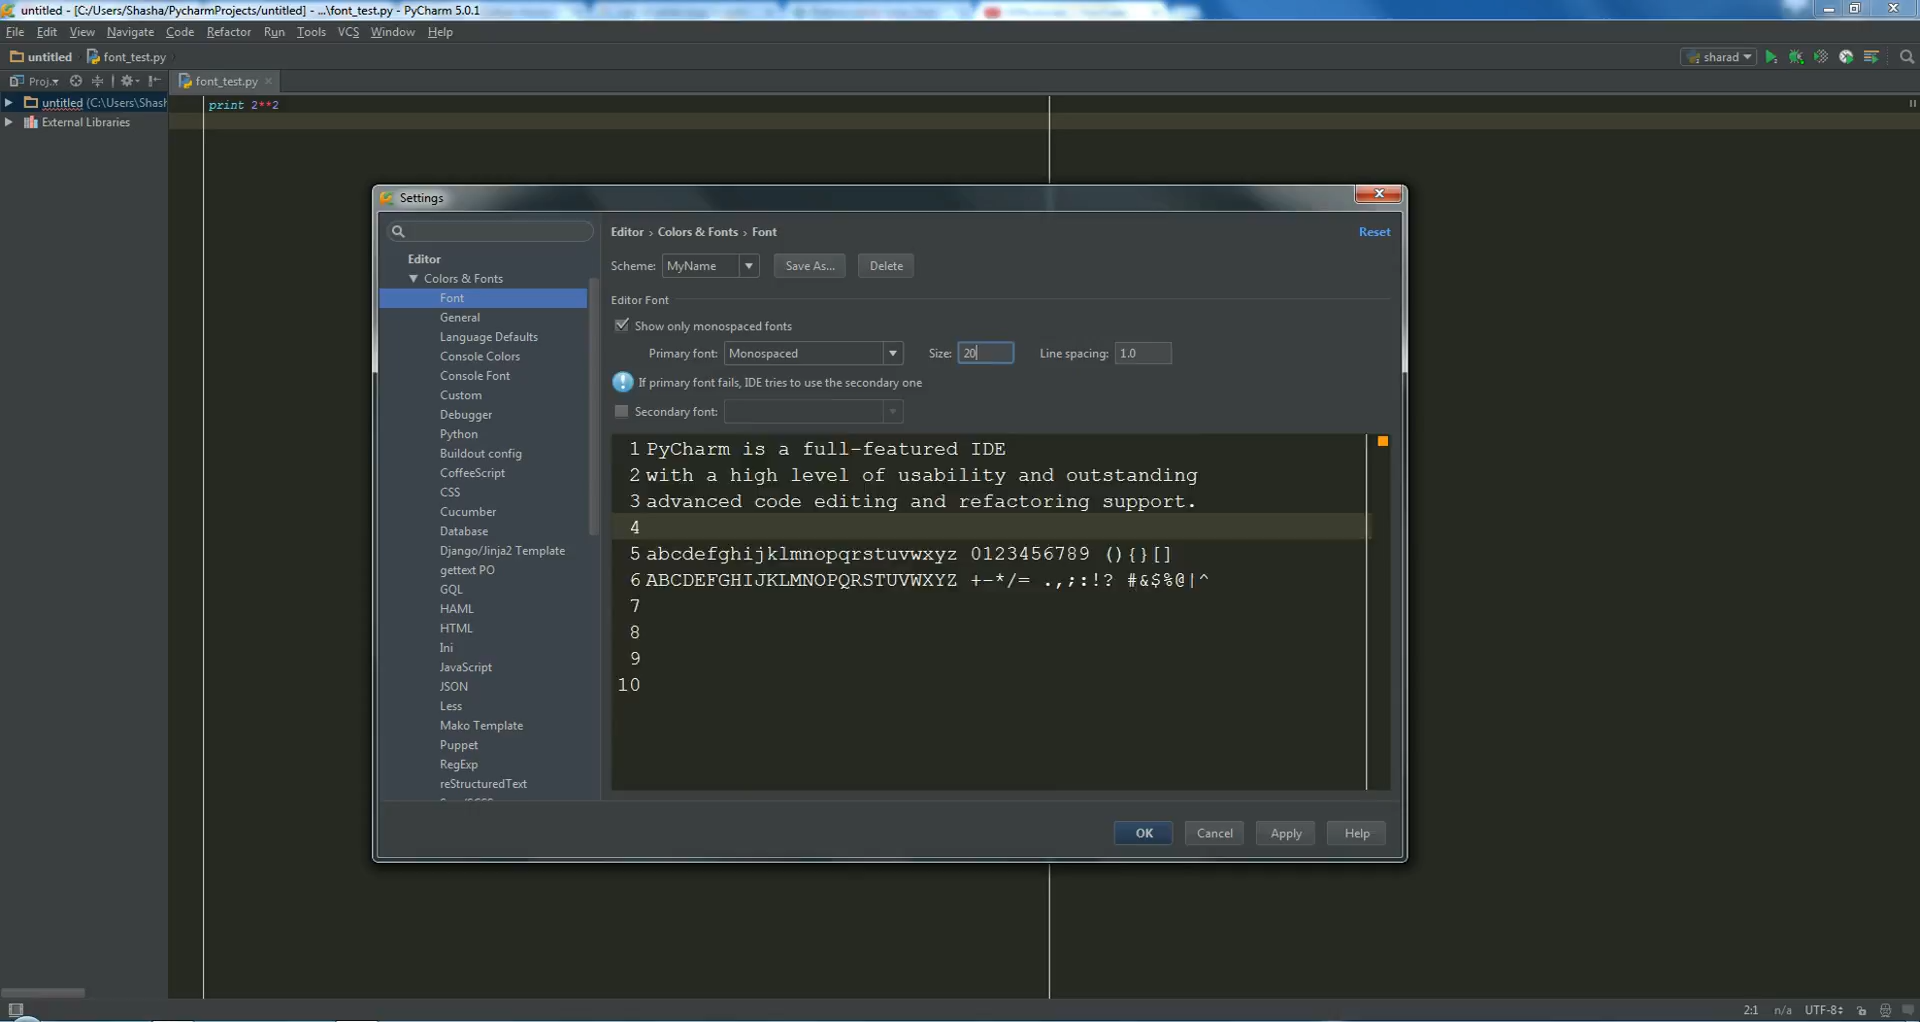 untitled - [C:/Users/Shasha/PycharmProjects/untitled] - ...\font_test.py - PyCharm 5.0.1
File Edit View Navigate Code Refactor Run Tools VCS Window Help
untitled font_test.py sharad
Proj.. font_test.py
untitled (C:\Users\Shash
External Libraries
print 2**2
Settings
Editor
Colors & Fonts
Font
General
Language Defaults
Console Colors
Console Font
Custom
Debugger
Python
Buildout config
CoffeeScript
CSS
Cucumber
Database
Django/Jinja2 Template
gettext PO
GQL
HAML
HTML
Ini
JavaScript
JSON
Less
Mako Template
Puppet
RegExp
reStructuredText
Editor › Colors & Fonts › Font Reset
Scheme: MyName Save As... Delete
Editor Font
Show only monospaced fonts
Primary font: Monospaced Size: 20 Line spacing: 1.0
If primary font fails, IDE tries to use the secondary one
Secondary font:
1 PyCharm is a full-featured IDE
2 with a high level of usability and outstanding
3 advanced code editing and refactoring support.
4
5 abcdefghijklmnopqrstuvwxyz 0123456789 (){}[]
6 ABCDEFGHIJKLMNOPQRSTUVWXYZ +-*/= .,;:!? #&$%@|^
7
8
9
10
OK Cancel Apply Help
2:1 n/a UTF-8